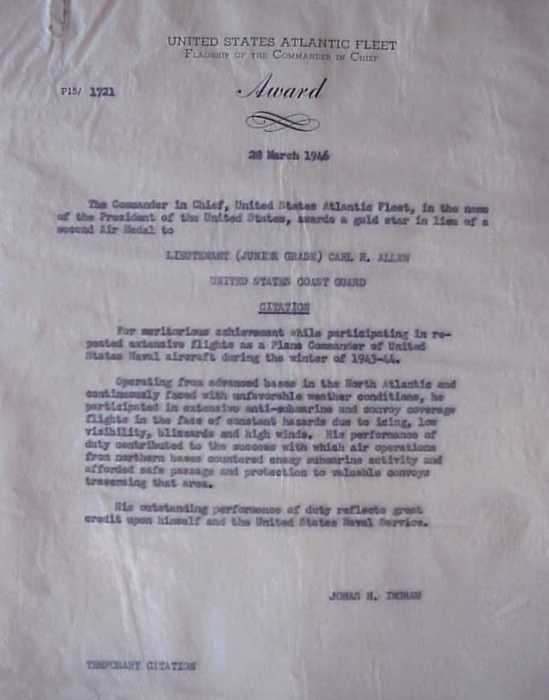 UNITED STATES ATLANTIC FLEET
FLAGSHIP OF THE COMMANDER IN CHIEF
P15/ 1721
Award
28 March 1946
The Commander in Chief, United States Atlantic Fleet, in the name
of the President of the United States, awards a gold star in lieu of a
second Air Medal to
LIEUTENANT (JUNIOR GRADE) CARL H. ALLEN
UNITED STATES COAST GUARD
CITATION
For meritorious achievement while participating in re-
peated extensive flights as a Plane Commander of United
States Naval aircraft during the winter of 1943-44.
Operating from advanced bases in the North Atlantic and
continuously faced with unfavorable weather conditions, he
participated in extensive anti-submarine and convoy coverage
flights in the face of constant hazards due to icing, low
visibility, blizzards and high winds. His performance of
duty contributed to the success with which air operations
from northern bases countered enemy submarine activity and
afforded safe passage and protection to valuable convoys
traversing that area.
His outstanding performance of duty reflects great
credit upon himself and the United States Naval Service.
JONAS H. INGRAM
TEMPORARY CITATION